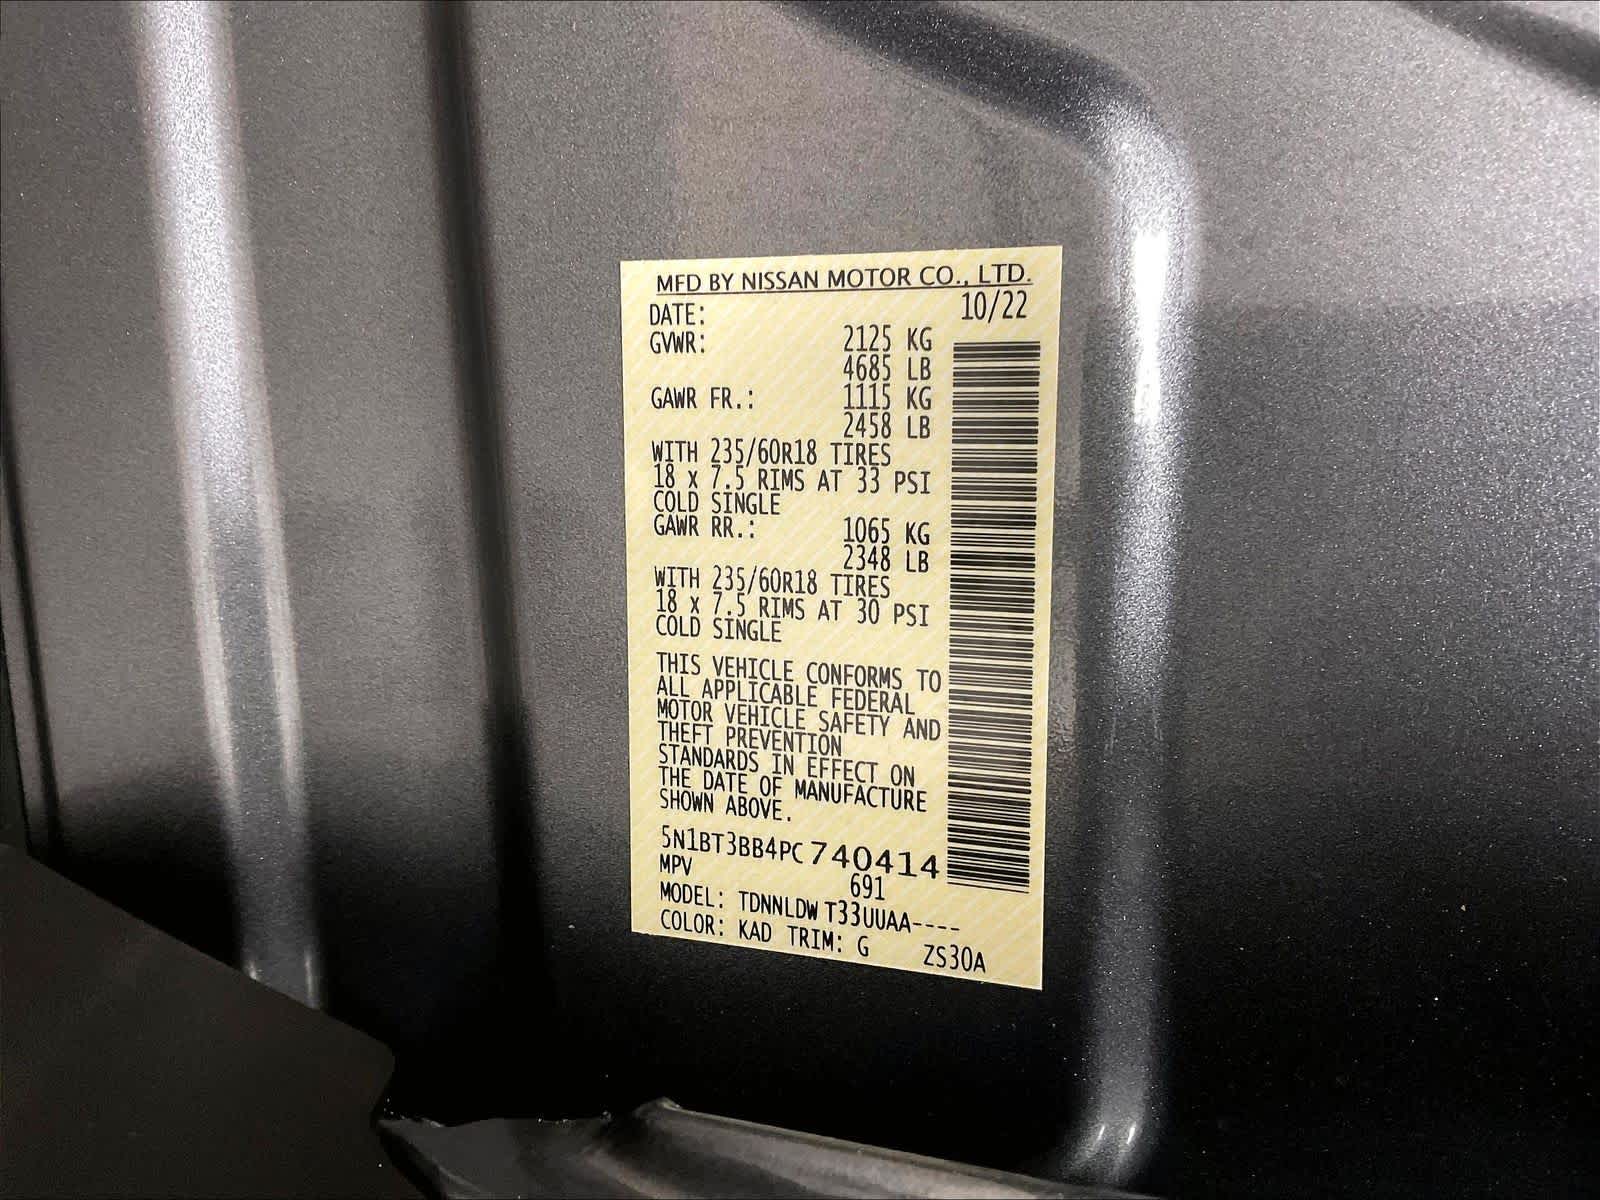 MFD BY NISSAN MOTOR CO., LTD.
DATE: 10/22
GVWR: 2125 KG
4685 LB
GAWR FR.: 1115 KG
2458 LB
WITH 235/60R18 TIRES
18 x 7.5 RIMS AT 33 PSI
COLD SINGLE
GAWR RR.: 1065 KG
2348 LB
WITH 235/60R18 TIRES
18 x 7.5 RIMS AT 30 PSI
COLD SINGLE
THIS VEHICLE CONFORMS TO
ALL APPLICABLE FEDERAL
MOTOR VEHICLE SAFETY AND
THEFT PREVENTION
STANDARDS IN EFFECT ON
THE DATE OF MANUFACTURE
SHOWN ABOVE.
5N1BT3BB4PC740414
MPV 691
MODEL: TDNNLDWT33UUAA----
COLOR: KAD TRIM: G ZS30A